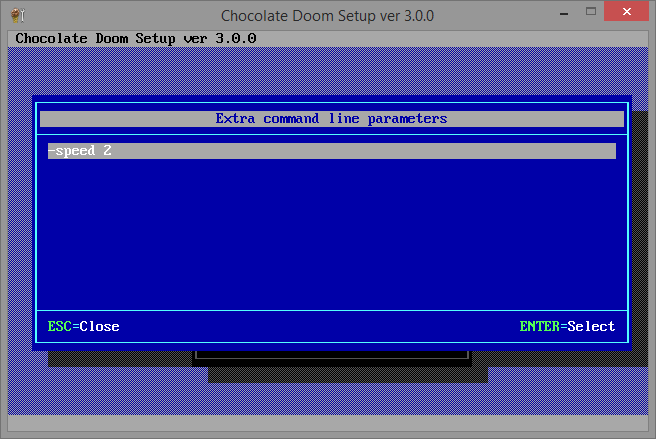 Chocolate Doom Setup ver 3.0.0
Chocolate Doom Setup ver 3.0.0
Extra command line parameters
-speed 2
ESC=Close ENTER=Select